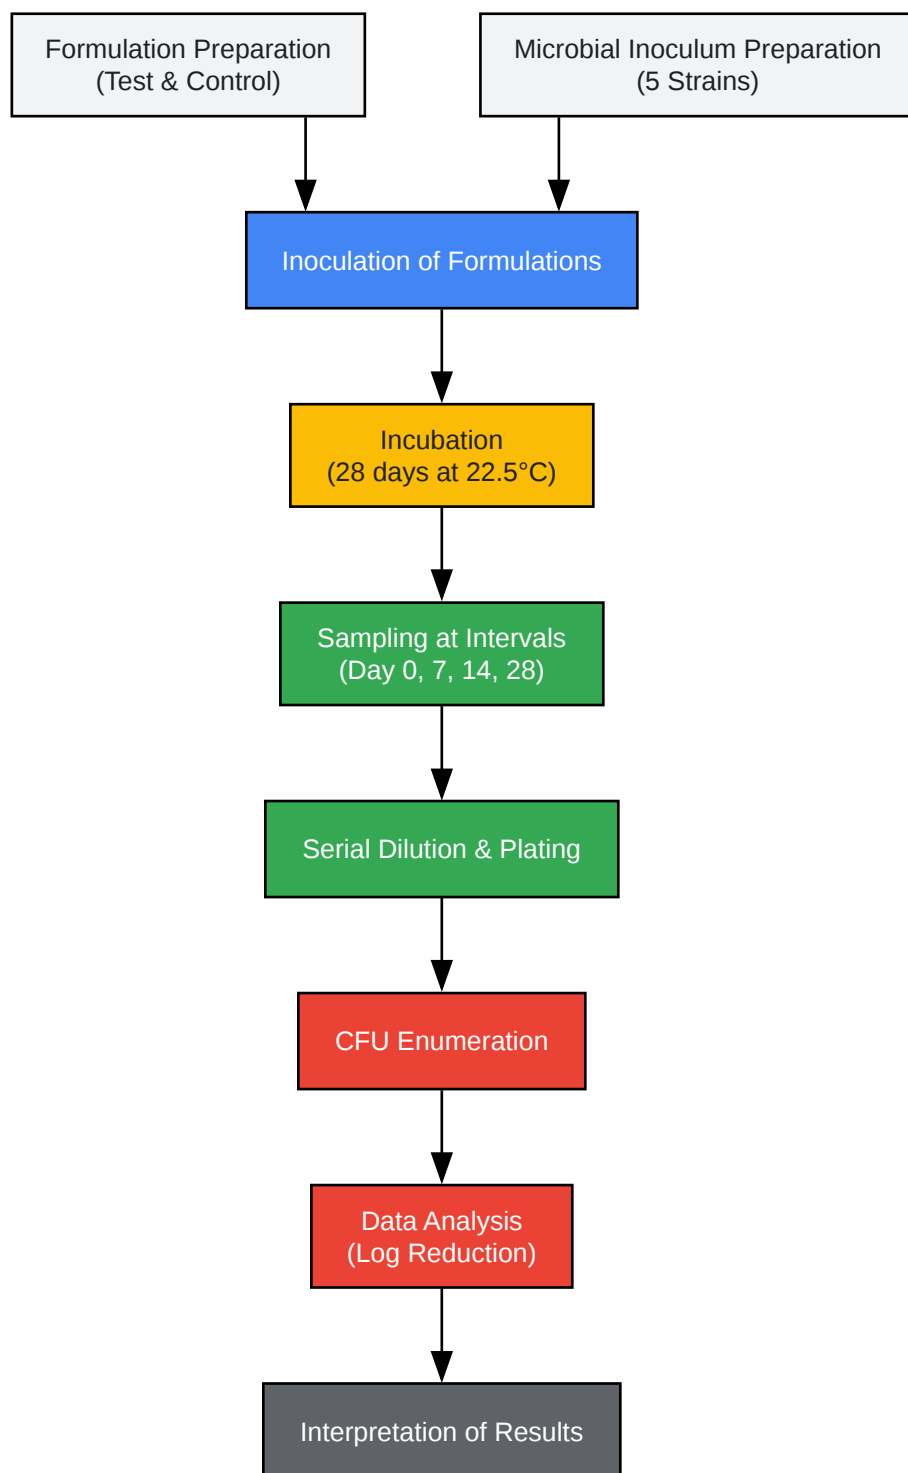 Formulation Preparation
(Test & Control)
Microbial Inoculum Preparation
(5 Strains)
Inoculation of Formulations
Incubation
(28 days at 22.5°C)
Sampling at Intervals
(Day 0, 7, 14, 28)
Serial Dilution & Plating
CFU Enumeration
Data Analysis
(Log Reduction)
Interpretation of Results